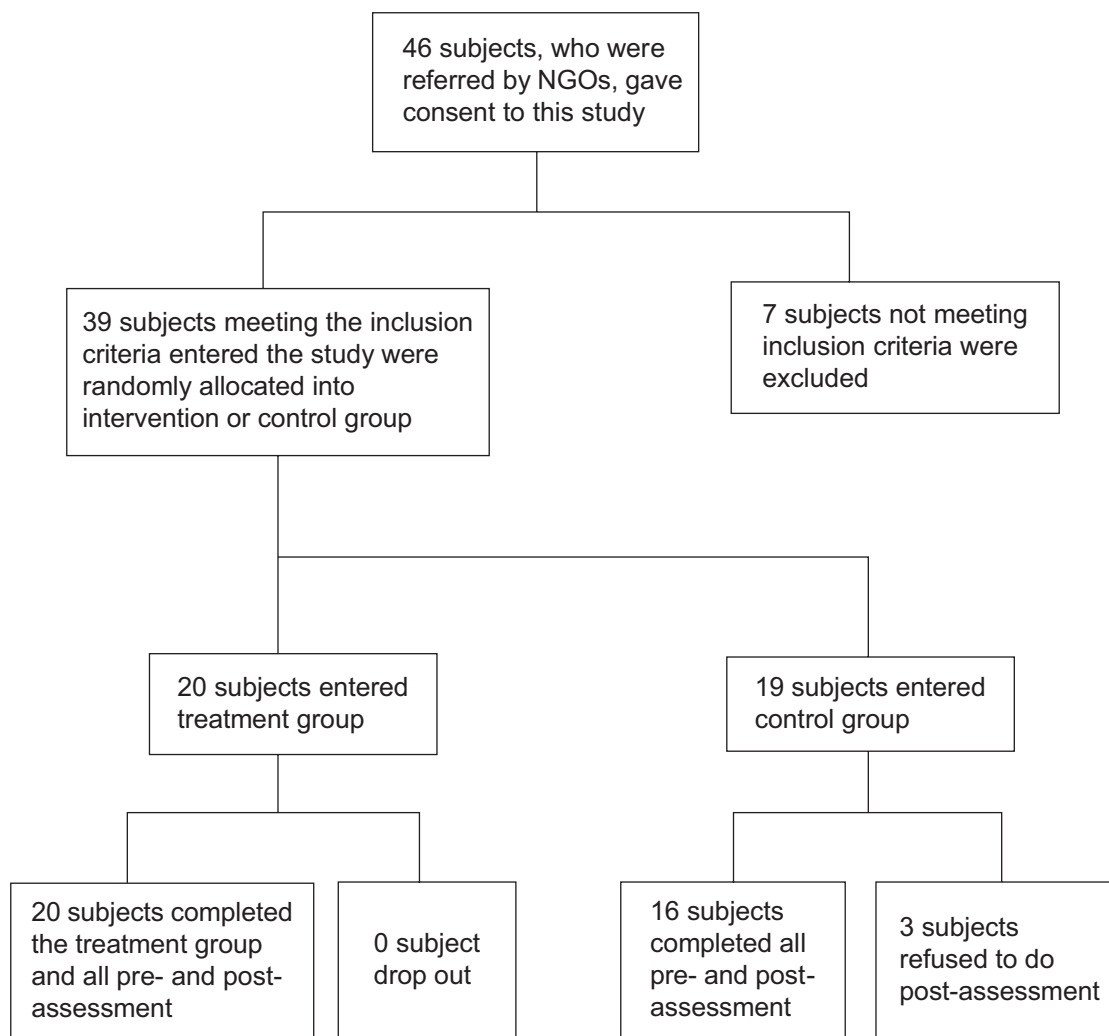 46 subjects, who were
referred by NGOs, gave
consent to this study
39 subjects meeting the inclusion
criteria entered the study were
randomly allocated into
intervention or control group
7 subjects not meeting
inclusion criteria were
excluded
20 subjects entered
treatment group
19 subjects entered
control group
20 subjects completed
the treatment group
and all pre- and post-
assessment
0 subject
drop out
16 subjects
completed all
pre- and post-
assessment
3 subjects
refused to do
post-assessment